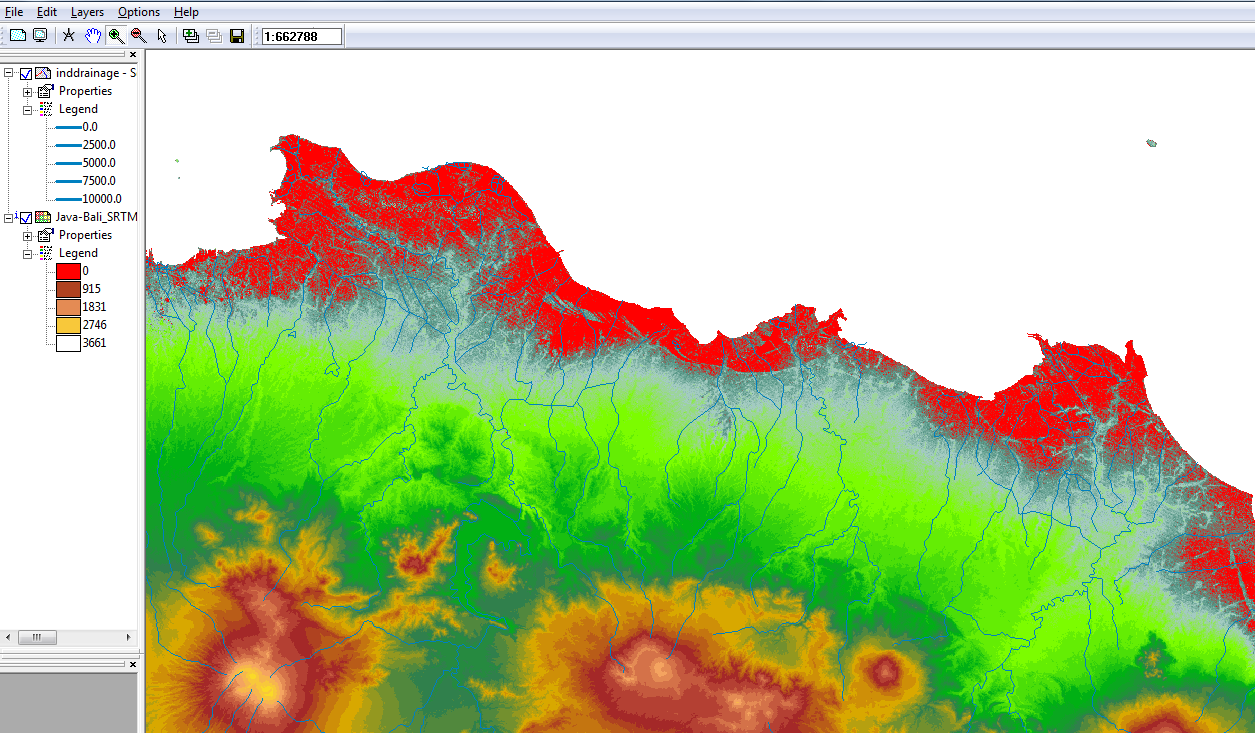 File Edit Layers Options Help
1:662788
inddrainage - S
Properties
Legend
0.0
2500.0
5000.0
7500.0
10000.0
Java-Bali_SRTM
Properties
Legend
0
915
1831
2746
3661